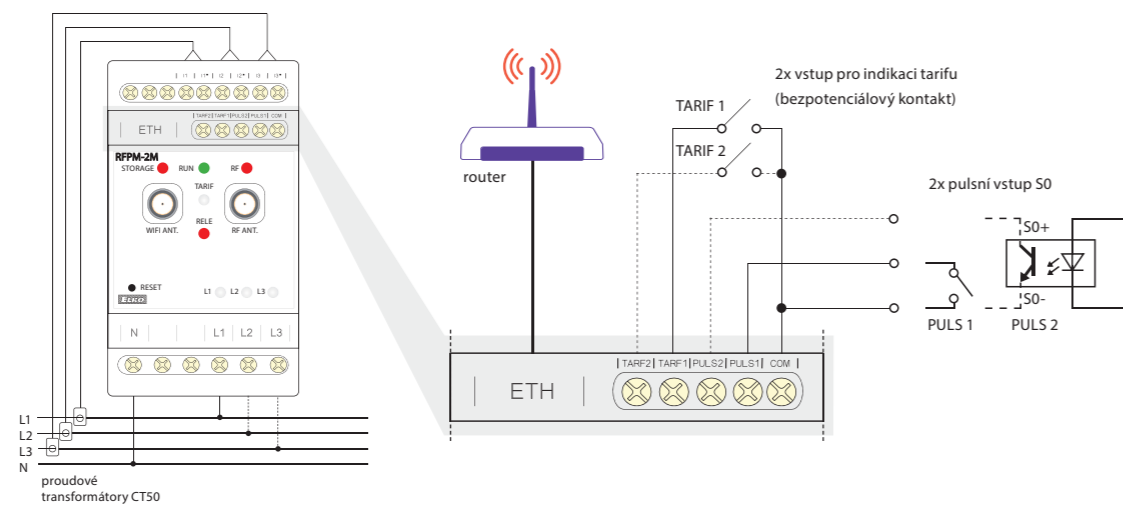 | I1 | I1* | I2 | I2* | I3 | I3* |
| TARF2 | TARF1 | PULS2 | PULS1 | COM |
ETH
RFPM-2M
STORAGE RUN RF
TARIF
RELE
WIFI ANT. RF ANT.
RESET
ELKO
L1 L2 L3
N L1 L2 L3
L1
L2
L3
N
proudové
transformátory CT50
router
TARIF 1
TARIF 2
2x vstup pro indikaci tarifu
(bezpotenciálový kontakt)
2x pulsní vstup S0
S0+
S0-
PULS 1 PULS 2
| TARF2 | TARF1 | PULS2 | PULS1 | COM |
ETH